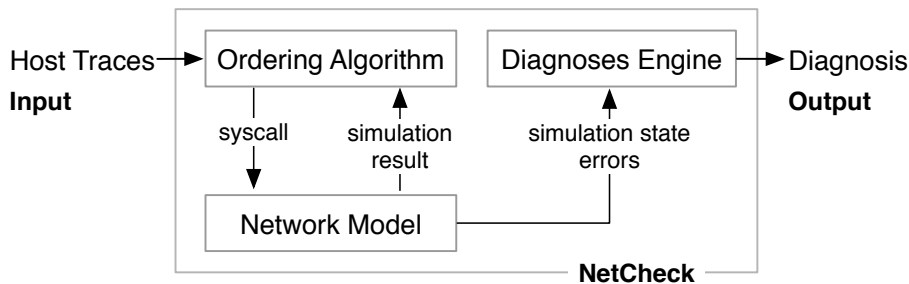 Host Traces
Input
Ordering Algorithm
Diagnoses Engine
Diagnosis
Output
syscall
simulation
result
simulation state
errors
Network Model
NetCheck